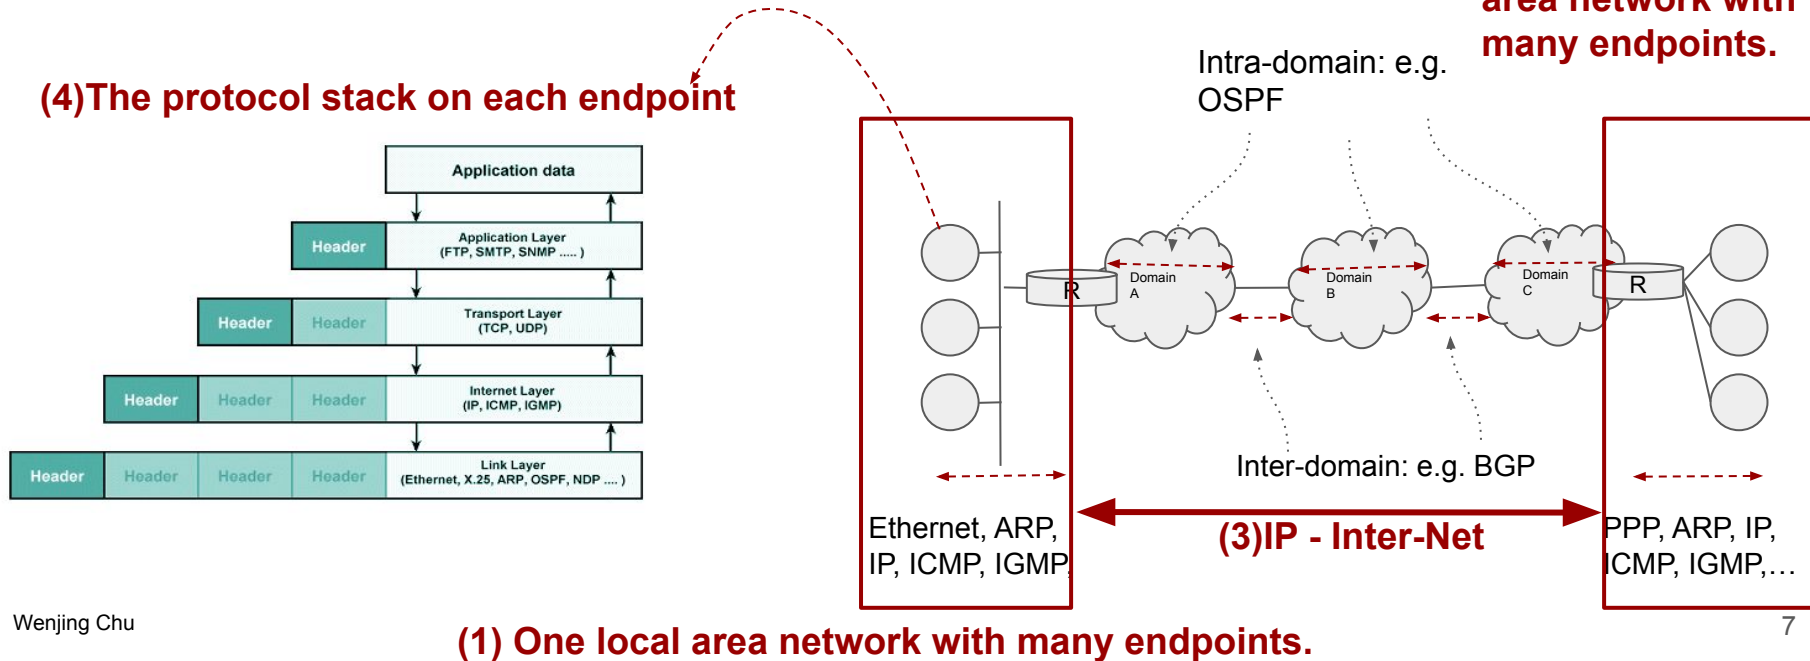 area network with
many endpoints.
Intra-domain: e.g.
OSPF
(4)The protocol stack on each endpoint
Application data
Header
Application Layer
(FTP, SMTP, SNMP ..... )
Header
Header
Transport Layer
(TCP, UDP)
Header
Header
Header
Internet Layer
(IP, ICMP, IGMP)
Header
Header
Header
Header
Link Layer
(Ethernet, X.25, ARP, OSPF, NDP .... )
R
Domain
A
Domain
B
Domain
C
R
Inter-domain: e.g. BGP
(3)IP - Inter-Net
Ethernet, ARP,
IP, ICMP, IGMP,
PPP, ARP, IP,
ICMP, IGMP,…
Wenjing Chu
(1) One local area network with many endpoints.
7